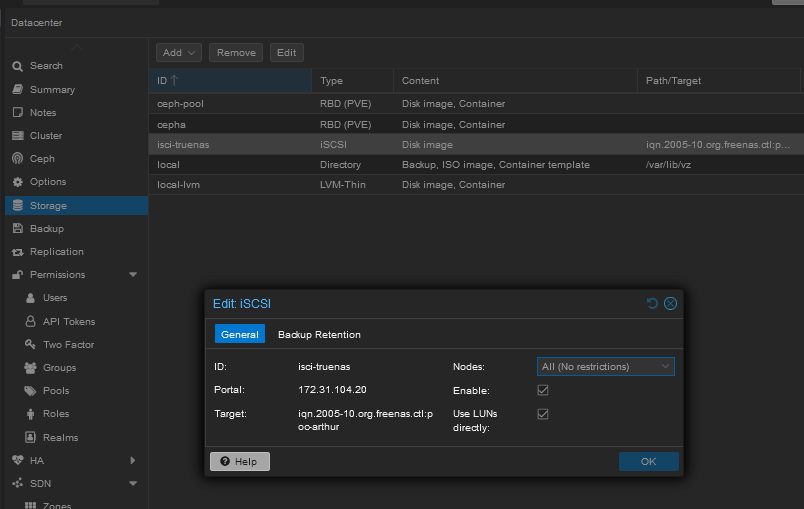 Datacenter
Search
Summary
Notes
Cluster
Ceph
Options
Storage
Backup
Replication
Permissions
Users
API Tokens
Two Factor
Groups
Pools
Roles
Realms
HA
SDN
Zones
Add Remove Edit
ID Type Content Path/Target
ceph-pool RBD (PVE) Disk image, Container
cepha RBD (PVE) Disk image, Container
isci-truenas iSCSI Disk image iqn.2005-10.org.freenas.ctl:p...
local Directory Backup, ISO image, Container template /var/lib/vz
local-lvm LVM-Thin Disk image, Container
Edit: iSCSI
General Backup Retention
ID: isci-truenas Nodes: All (No restrictions)
Portal: 172.31.104.20 Enable:
Target: iqn.2005-10.org.freenas.ctl:p Use LUNs
oc-arthur directly:
Help OK